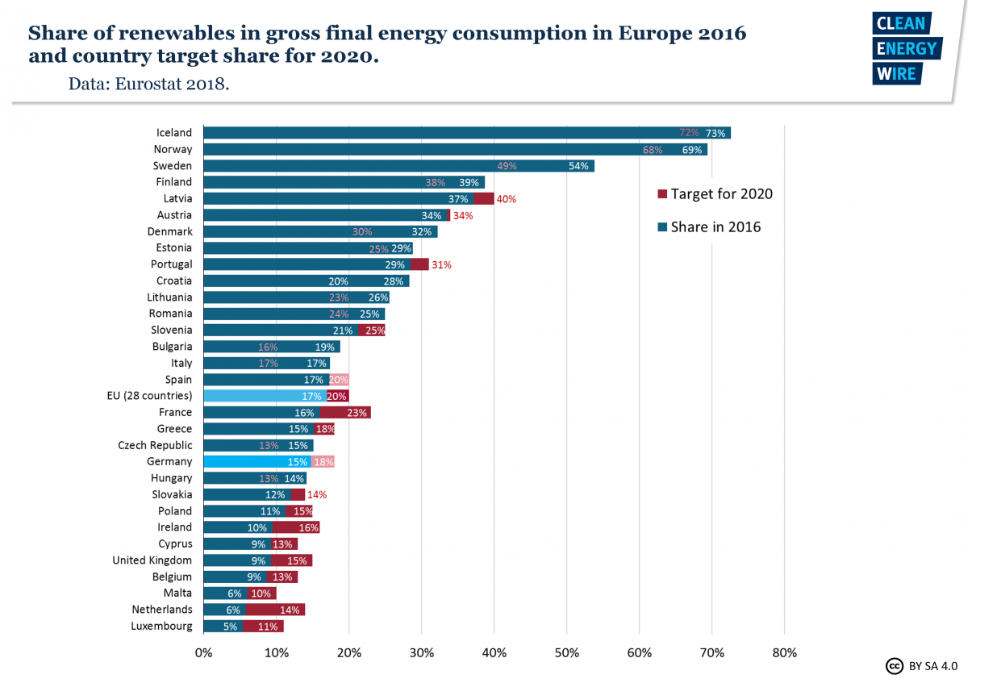 Share of renewables in gross final energy consumption in Europe 2016
and country target share for 2020.
Data: Eurostat 2018.
CLEAN
ENERGY
WIRE
Iceland 72% 73%
Norway 68% 69%
Sweden 49% 54%
Finland 38% 39%
Latvia 37% 40%
Austria 34% 34%
Denmark 30% 32%
Estonia 25% 29%
Portugal 29% 31%
Croatia 20% 28%
Lithuania 23% 26%
Romania 24% 25%
Slovenia 21% 25%
Bulgaria 16% 19%
Italy 17% 17%
Spain 17% 20%
EU (28 countries) 17% 20%
France 16% 23%
Greece 15% 18%
Czech Republic 13% 15%
Germany 15% 18%
Hungary 13% 14%
Slovakia 12% 14%
Poland 11% 15%
Ireland 10% 16%
Cyprus 9% 13%
United Kingdom 9% 15%
Belgium 9% 13%
Malta 6% 10%
Netherlands 6% 14%
Luxembourg 5% 11%
Target for 2020
Share in 2016
0% 10% 20% 30% 40% 50% 60% 70% 80%
cc BY SA 4.0